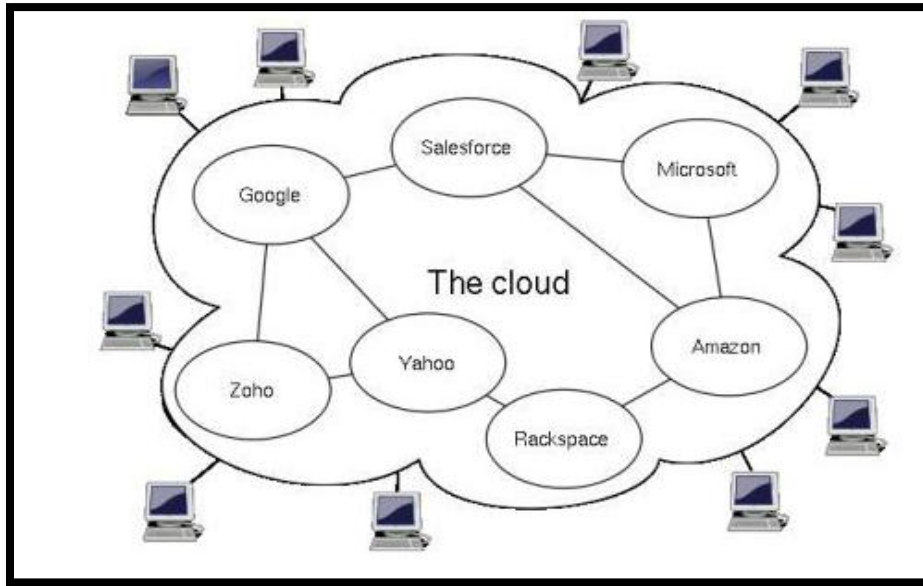 Salesforce
Microsoft
Google
The cloud
Amazon
Yahoo
Zoho
Rackspace